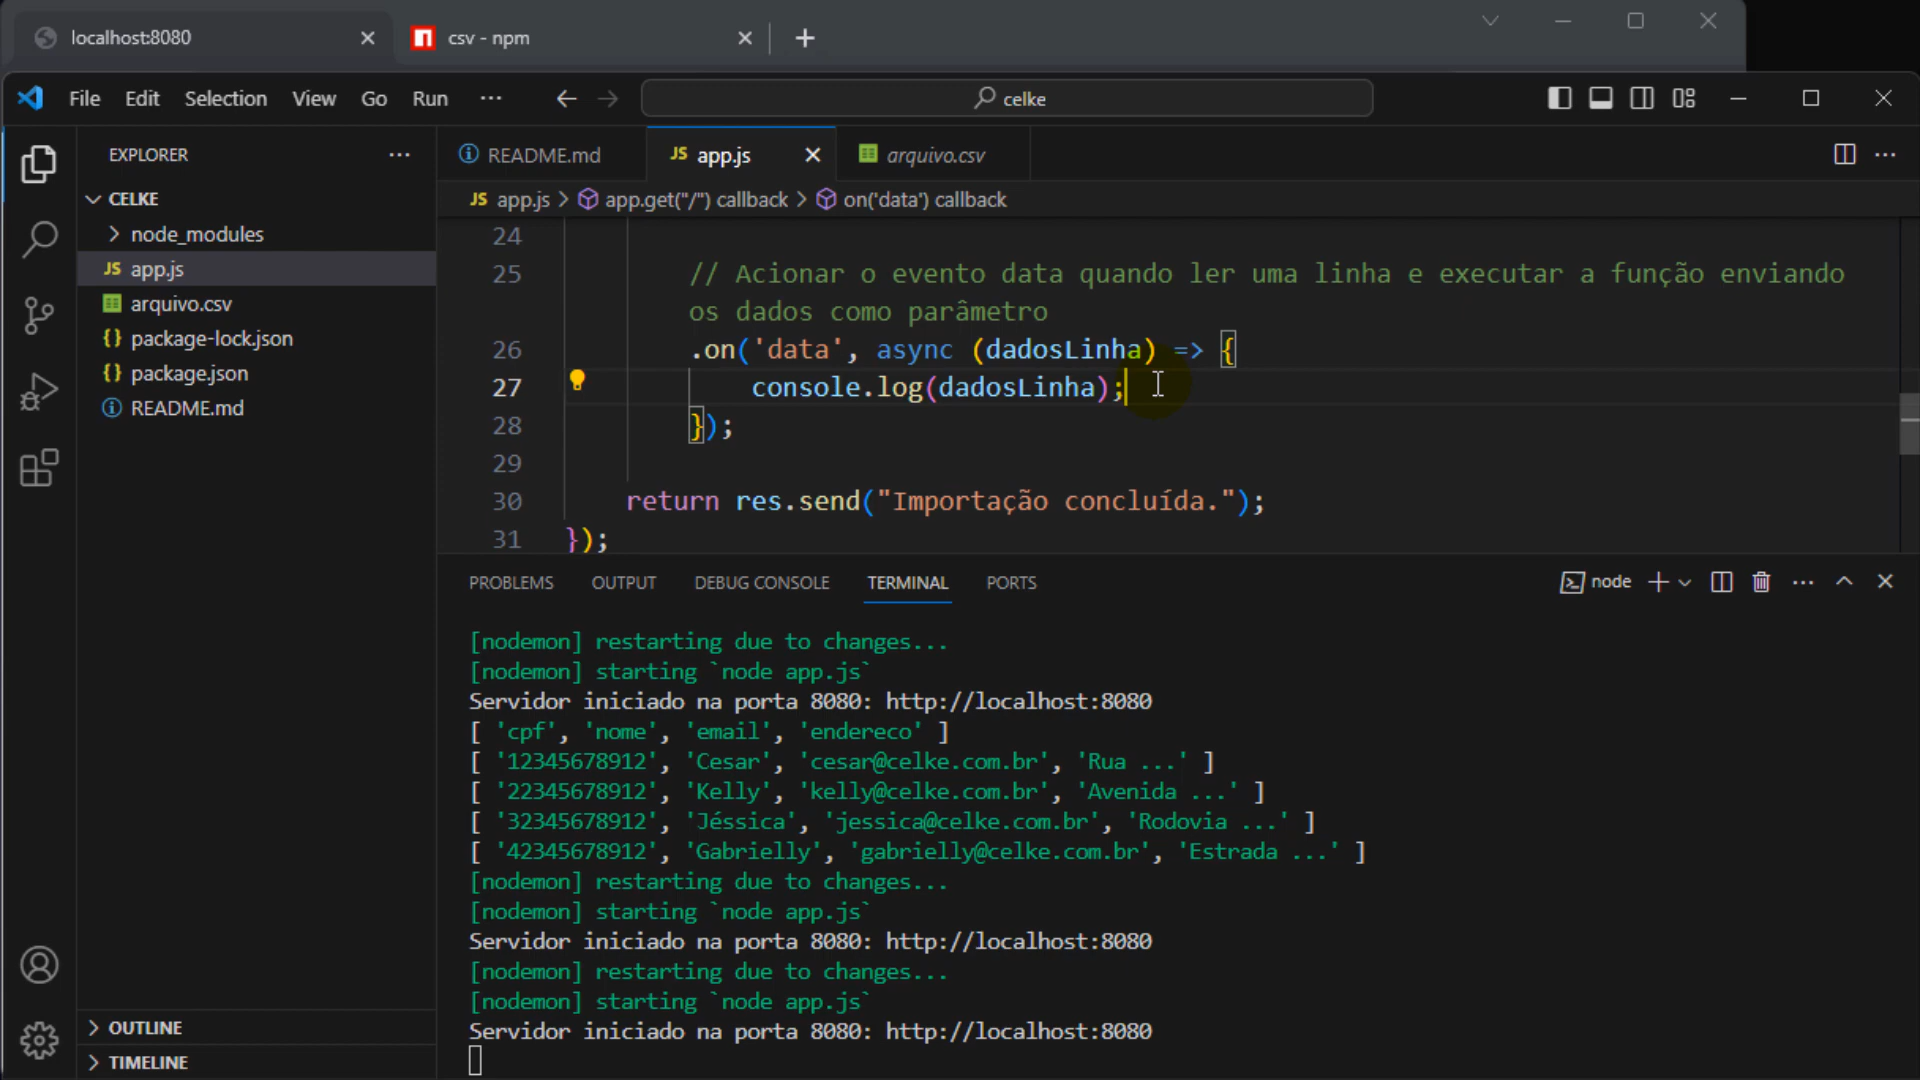 localhost:8080
csv - npm
File Edit Selection View Go Run ...
celke
EXPLORER
README.md
JS app.js
arquivo.csv
CELKE
JS app.js > app.get("/") callback > on('data') callback
node_modules
JS app.js
arquivo.csv
{} package-lock.json
{} package.json
README.md
24
25 // Acionar o evento data quando ler uma linha e executar a função enviando
os dados como parâmetro
26 .on('data', async (dadosLinha) => {
27 console.log(dadosLinha);
28 });
29
30 return res.send("Importação concluída.");
31 });
PROBLEMS OUTPUT DEBUG CONSOLE TERMINAL PORTS
node
[nodemon] restarting due to changes...
[nodemon] starting `node app.js`
Servidor iniciado na porta 8080: http://localhost:8080
[ 'cpf', 'nome', 'email', 'endereco' ]
[ '12345678912', 'Cesar', 'cesar@celke.com.br', 'Rua ...' ]
[ '22345678912', 'Kelly', 'kelly@celke.com.br', 'Avenida ...' ]
[ '32345678912', 'Jéssica', 'jessica@celke.com.br', 'Rodovia ...' ]
[ '42345678912', 'Gabrielly', 'gabrielly@celke.com.br', 'Estrada ...' ]
[nodemon] restarting due to changes...
[nodemon] starting `node app.js`
Servidor iniciado na porta 8080: http://localhost:8080
[nodemon] restarting due to changes...
[nodemon] starting `node app.js`
Servidor iniciado na porta 8080: http://localhost:8080
OUTLINE
TIMELINE